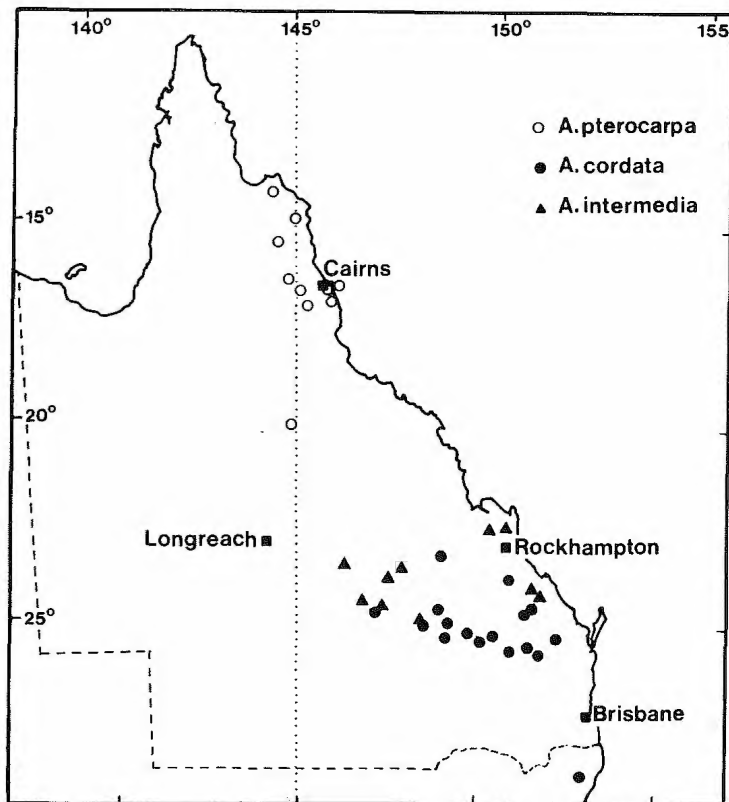 140° 145° 150° 155
A. pterocarpa
A. cordata
A. intermedia
15°
Cairns
20°
Longreach
Rockhampton
25°
Brisbane